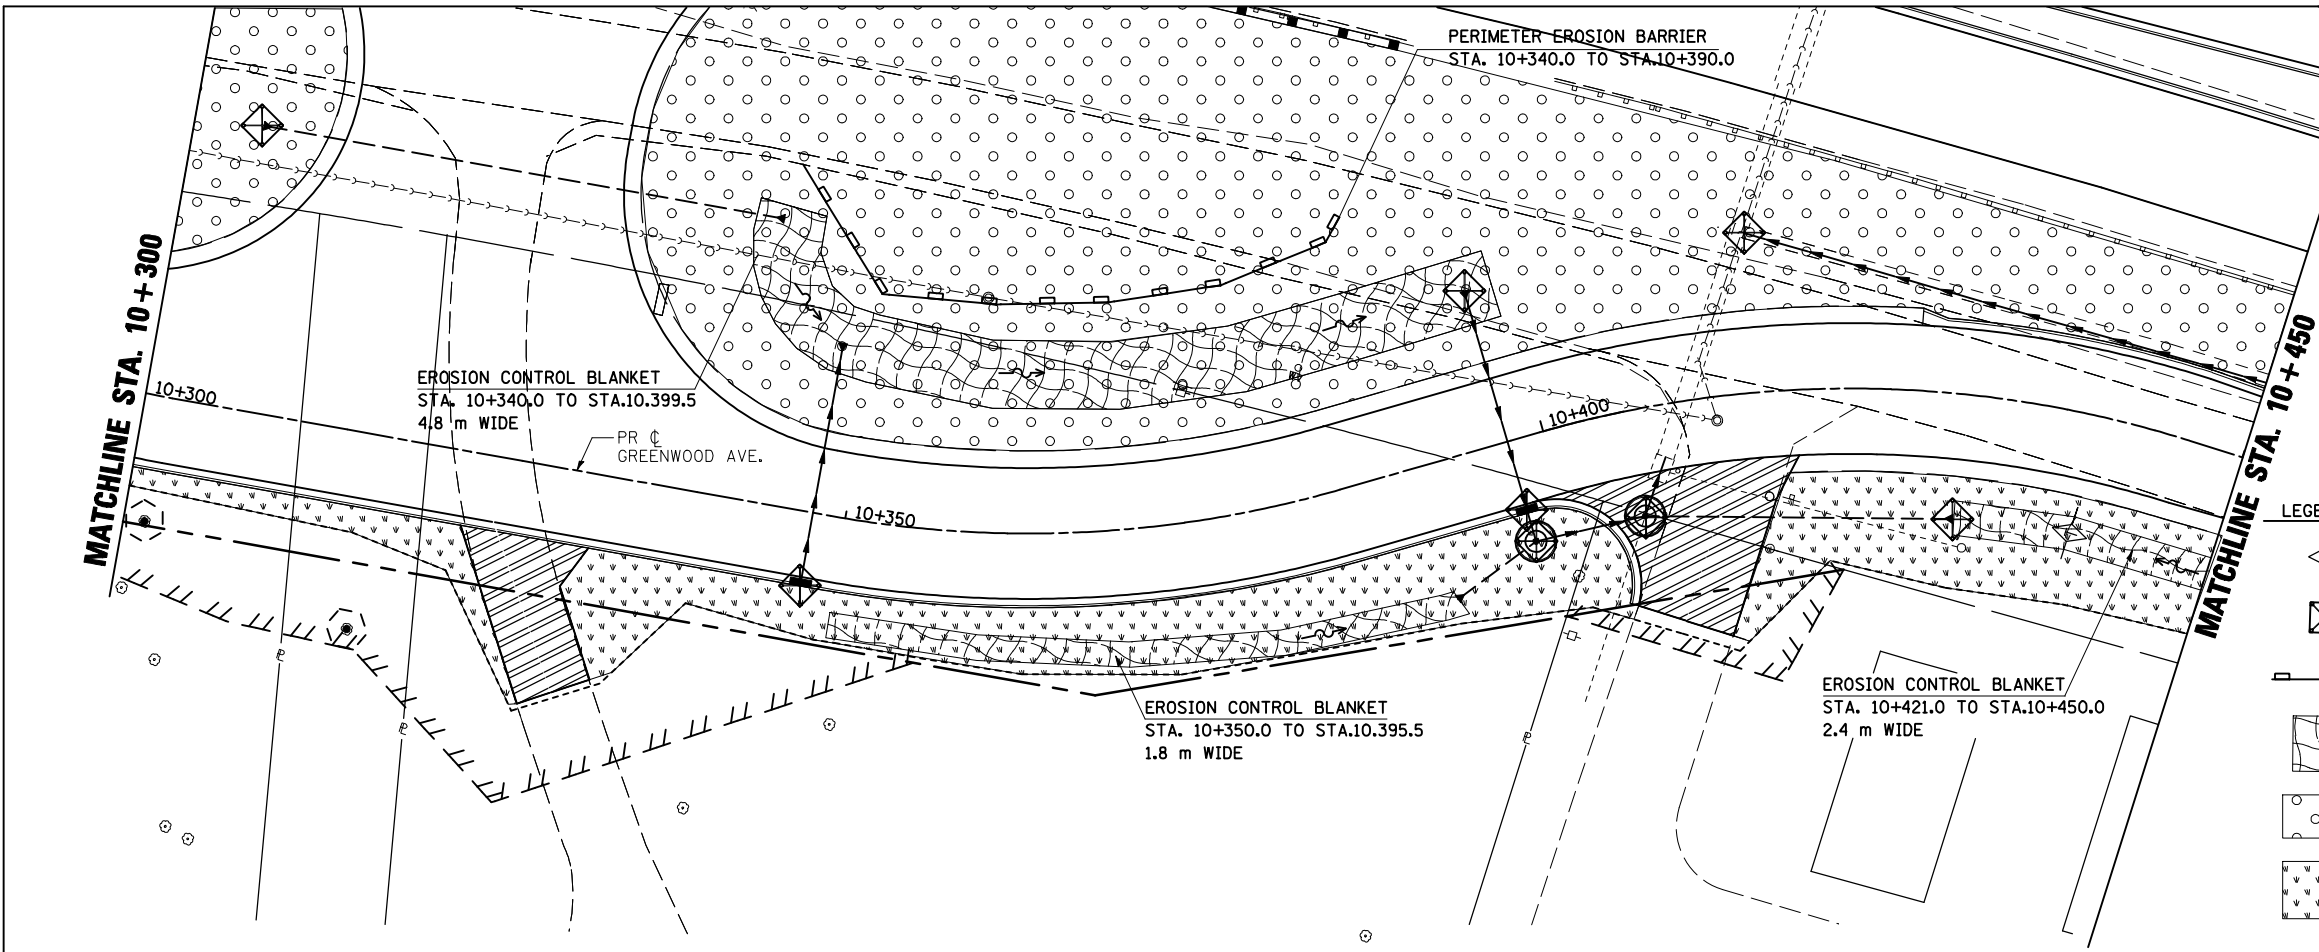 PERIMETER EROSION BARRIER
STA. 10+340.0 TO STA.10+390.0
MATCHLINE STA. 10+300
10+300
EROSION CONTROL BLANKET
STA. 10+340.0 TO STA.10.399.5
4.8 m WIDE
PR ℄
GREENWOOD AVE.
10+350
10+400
MATCHLINE STA. 10+450
LEGE
EROSION CONTROL BLANKET
STA. 10+350.0 TO STA.10.395.5
1.8 m WIDE
EROSION CONTROL BLANKET
STA. 10+421.0 TO STA.10+450.0
2.4 m WIDE